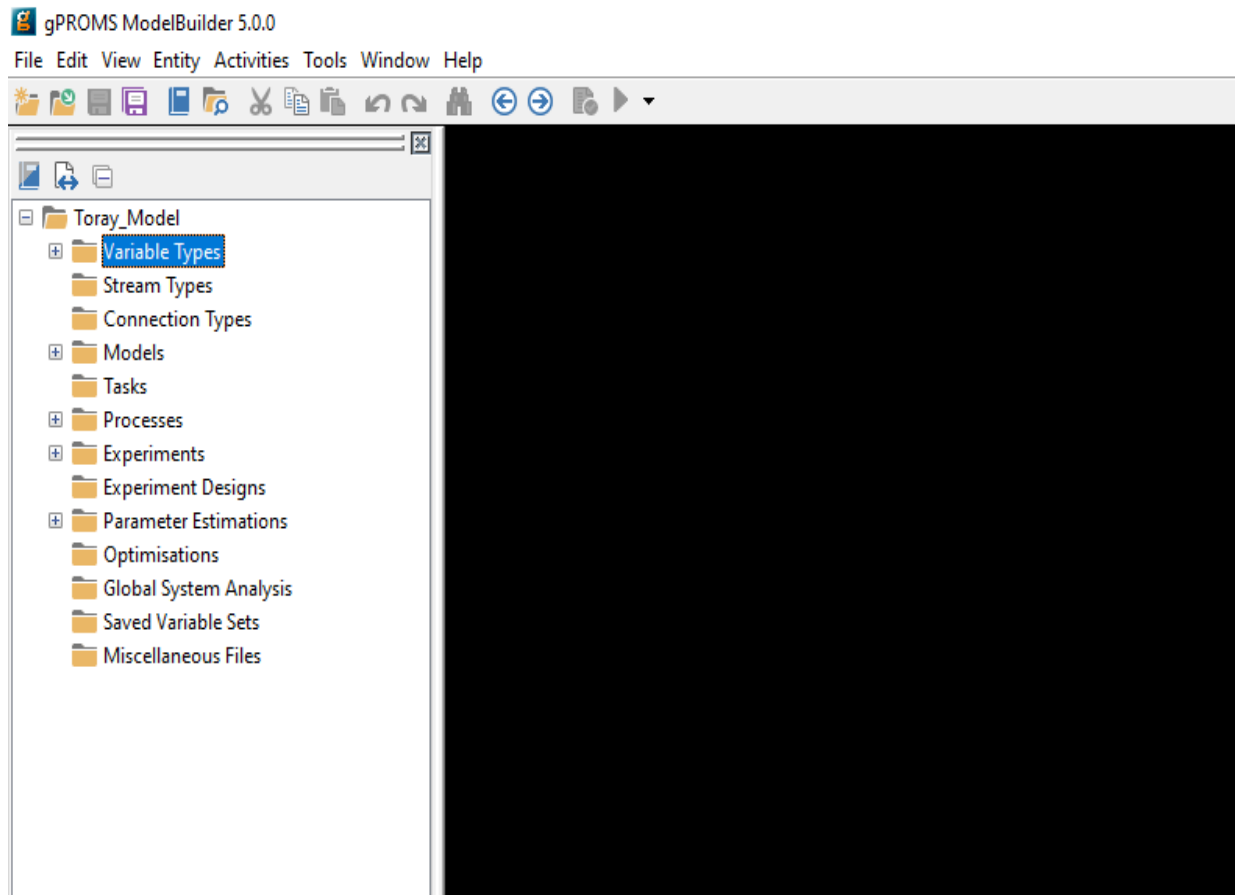 gPROMS ModelBuilder 5.0.0
File Edit View Entity Activities Tools Window Help
Toray_Model
Variable Types
Stream Types
Connection Types
Models
Tasks
Processes
Experiments
Experiment Designs
Parameter Estimations
Optimisations
Global System Analysis
Saved Variable Sets
Miscellaneous Files